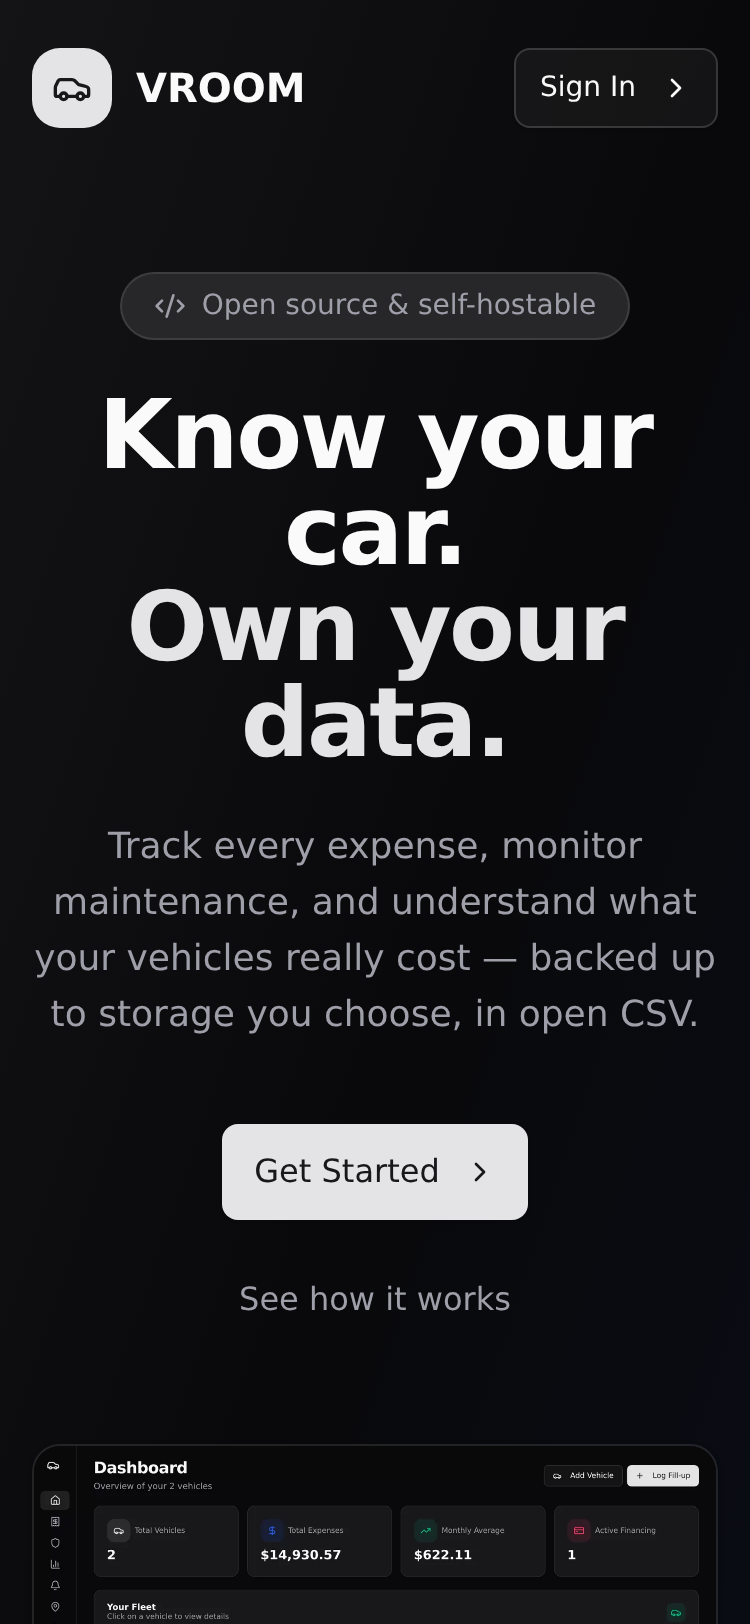 VROOM
Sign In
Open source & self-hostable
Know your
car.
Own your
data.
Track every expense, monitor
maintenance, and understand what
your vehicles really cost — backed up
to storage you choose, in open CSV.
Get Started
See how it works
Dashboard
Overview of your 2 vehicles
Add Vehicle
+ Log Fill-up
Total Vehicles
2
Total Expenses
$14,930.57
Monthly Average
$622.11
Active Financing
1
Your Fleet
Click on a vehicle to view details